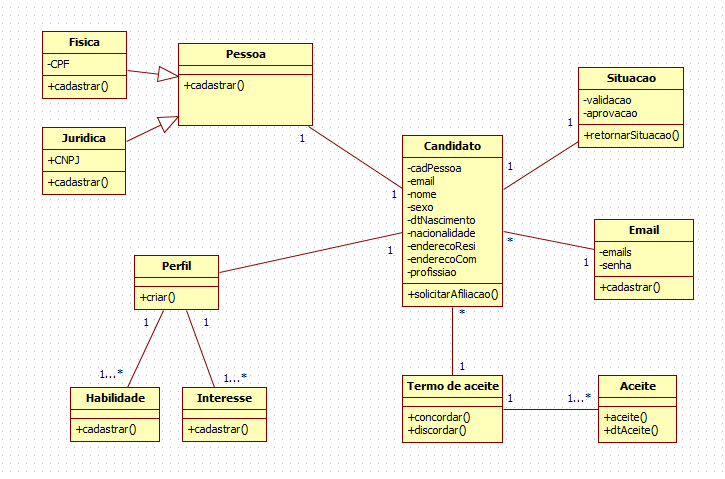 Fisica
-CPF
+cadastrar()
Pessoa
+cadastrar()
Juridica
+CNPJ
+cadastrar()
Situacao
-validacao
-aprovacao
+retornarSituacao()
1
1
1
1
Candidato
-cadPessoa
-email
-nome
-sexo
-dtNascimento
-nacionalidade
-enderecoResi
-enderecoCom
-profissiao
+solicitarAfiliacao()
1
*
1
Email
-emails
-senha
+cadastrar()
Perfil
+criar()
1
1
1...*
1...*
Habilidade
+cadastrar()
Interesse
+cadastrar()
*
1
Termo de aceite
+concordar()
+discordar()
1
1...*
Aceite
+aceite()
+dtAceite()